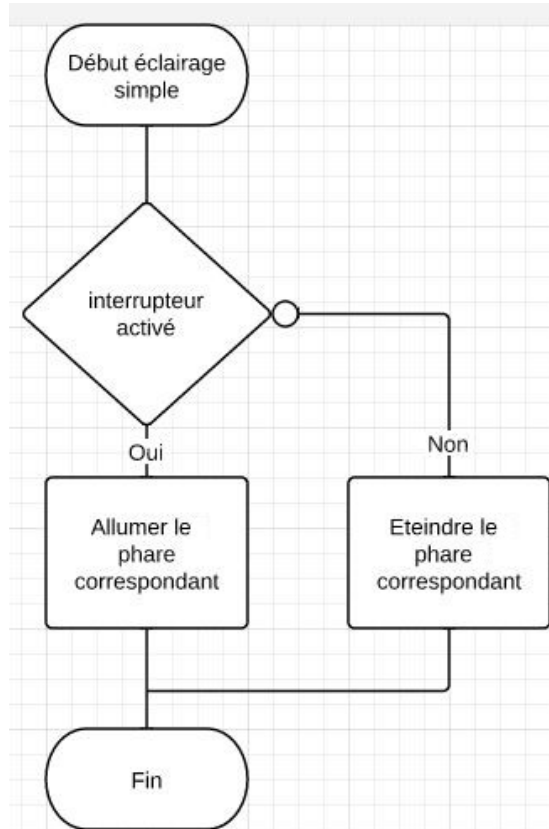 Début éclairage
simple
interrupteur
activé
Oui
Non
Allumer le
phare
correspondant
Eteindre le
phare
correspondant
Fin